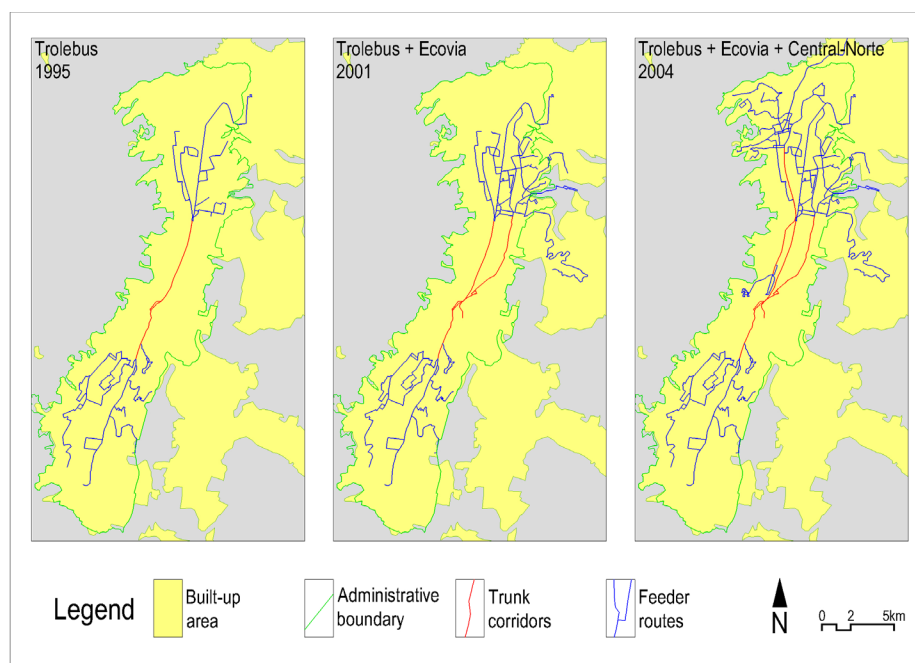 Trolebus
1995
Trolebus + Ecovia
2001
Trolebus + Ecovia + Central-Norte
2004
Legend
Built-up
area
Administrative
boundary
Trunk
corridors
Feeder
routes
N
0 2 5km